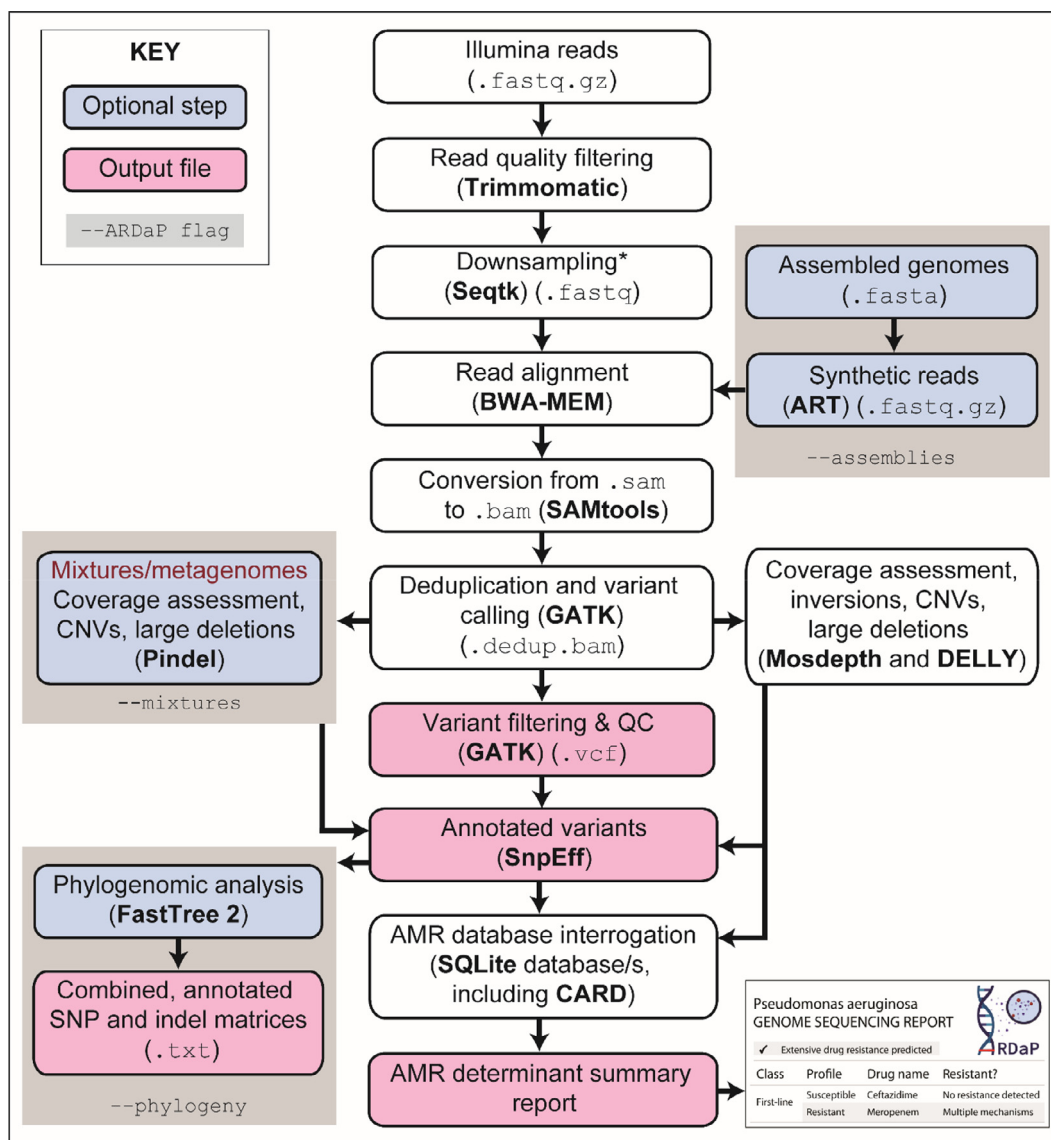 KEY
Optional step
Output file
--ARDaP flag
Illumina reads
(.fastq.gz)
Read quality filtering
(Trimmomatic)
Downsampling*
(Seqtk) (.fastq)
Assembled genomes
(.fasta)
Read alignment
(BWA-MEM)
Synthetic reads
(ART) (.fastq.gz)
--assemblies
Conversion from .sam
to .bam (SAMtools)
Mixtures/metagenomes
Coverage assessment,
CNVs, large deletions
(Pindel)
--mixtures
Deduplication and variant
calling (GATK)
(.dedup.bam)
Coverage assessment,
inversions, CNVs,
large deletions
(Mosdepth and DELLY)
Variant filtering & QC
(GATK) (.vcf)
Annotated variants
(SnpEff)
Phylogenomic analysis
(FastTree 2)
Combined, annotated
SNP and indel matrices
(.txt)
--phylogeny
AMR database interrogation
(SQLite database/s,
including CARD)
AMR determinant summary
report
Pseudomonas aeruginosa
GENOME SEQUENCING REPORT
ARDaP
✓ Extensive drug resistance predicted
Class Profile Drug name Resistant?
First-line Susceptible Ceftazidime No resistance detected
Resistant Meropenem Multiple mechanisms